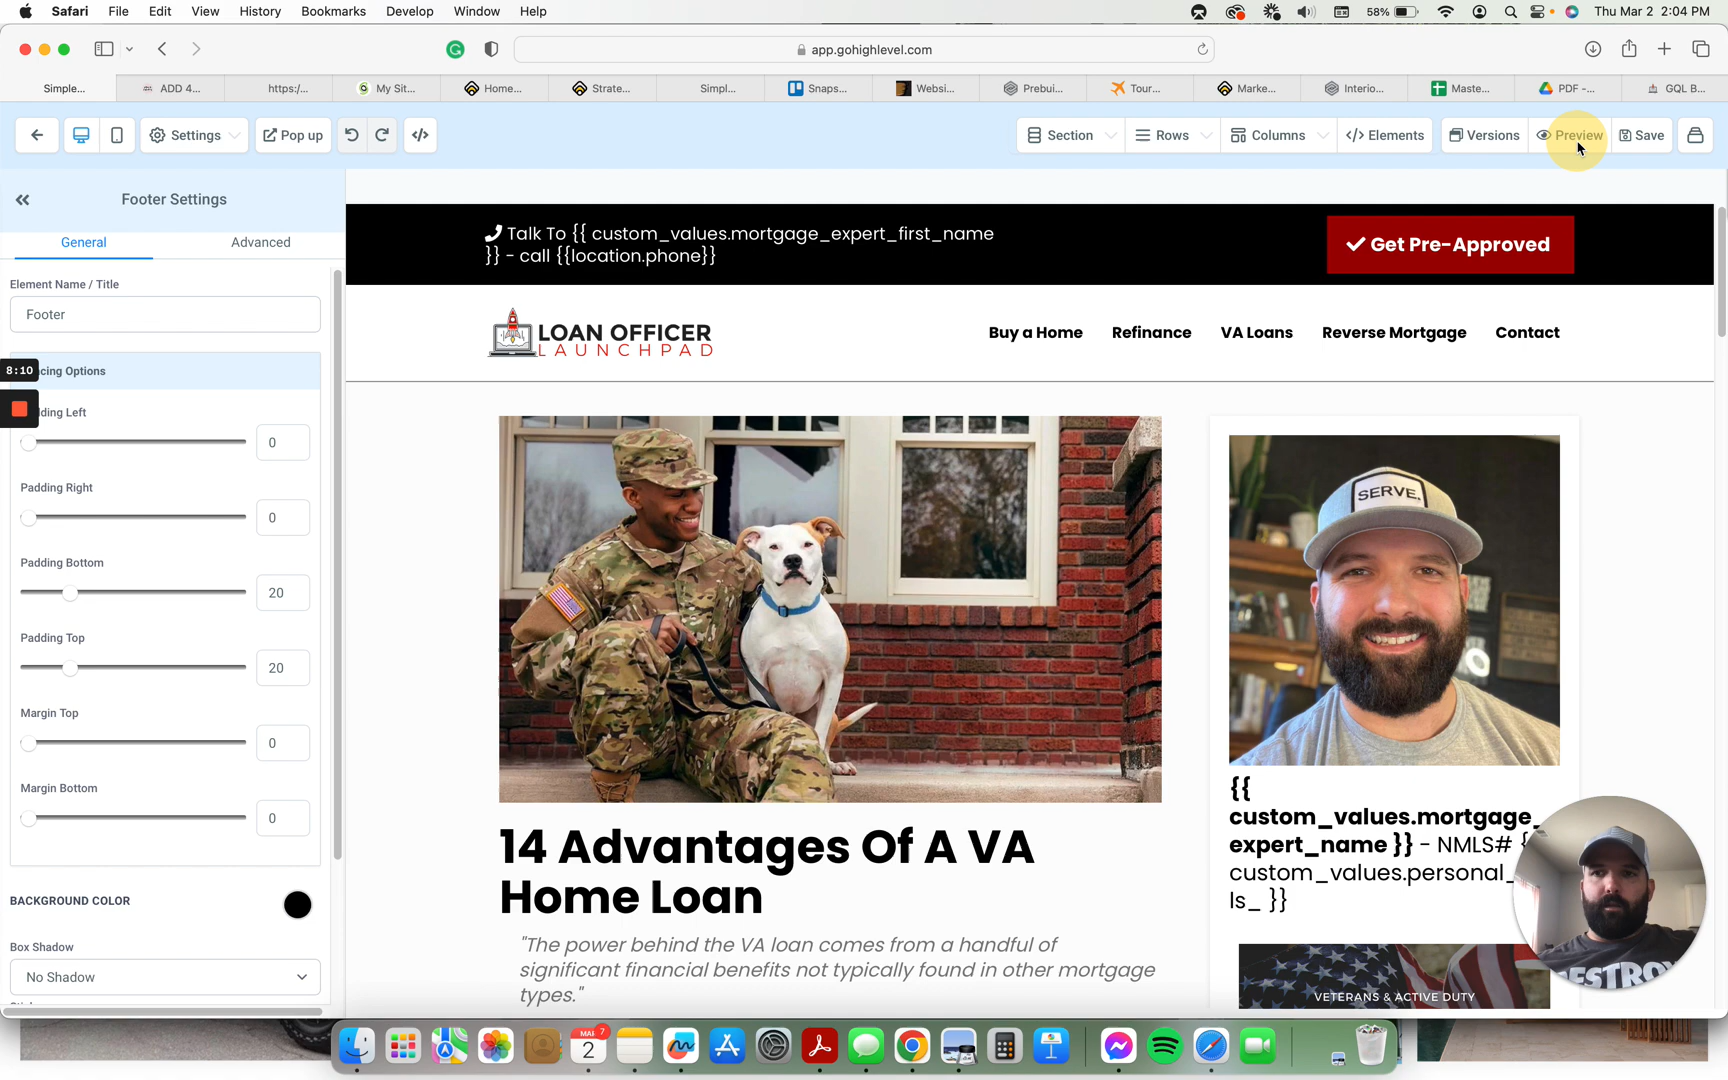 Safari File Edit View History Bookmarks Develop Window Help
58% Thu Mar 2 2:04 PM
app.gohighlevel.com
Simple... ADD 4... https:/... My Sit... Home... Strate... Simpl... Snaps... Websi... Prebui... Tour... Marke... Interio... Maste... PDF -... GQL B...
Settings Pop up </> Section Rows Columns </> Elements Versions Preview Save
Footer Settings
General Advanced
Element Name / Title
Footer
8:10
cing Options
ding Left
0
Padding Right
0
Padding Bottom
20
Padding Top
20
Margin Top
0
Margin Bottom
0
BACKGROUND COLOR
Box Shadow
No Shadow
Talk To {{ custom_values.mortgage_expert_first_name
}} - call {{location.phone}}
Get Pre-Approved
LOAN OFFICER
LAUNCHPAD
Buy a Home Refinance VA Loans Reverse Mortgage Contact
SERVE.
14 Advantages Of A VA
Home Loan
"The power behind the VA loan comes from a handful of
significant financial benefits not typically found in other mortgage
types."
{{
custom_values.mortgage_
expert_name }} - NMLS# {
custom_values.personal_
ls_ }}
VETERANS & ACTIVE DUTY
ESTRO
MAR 7
2